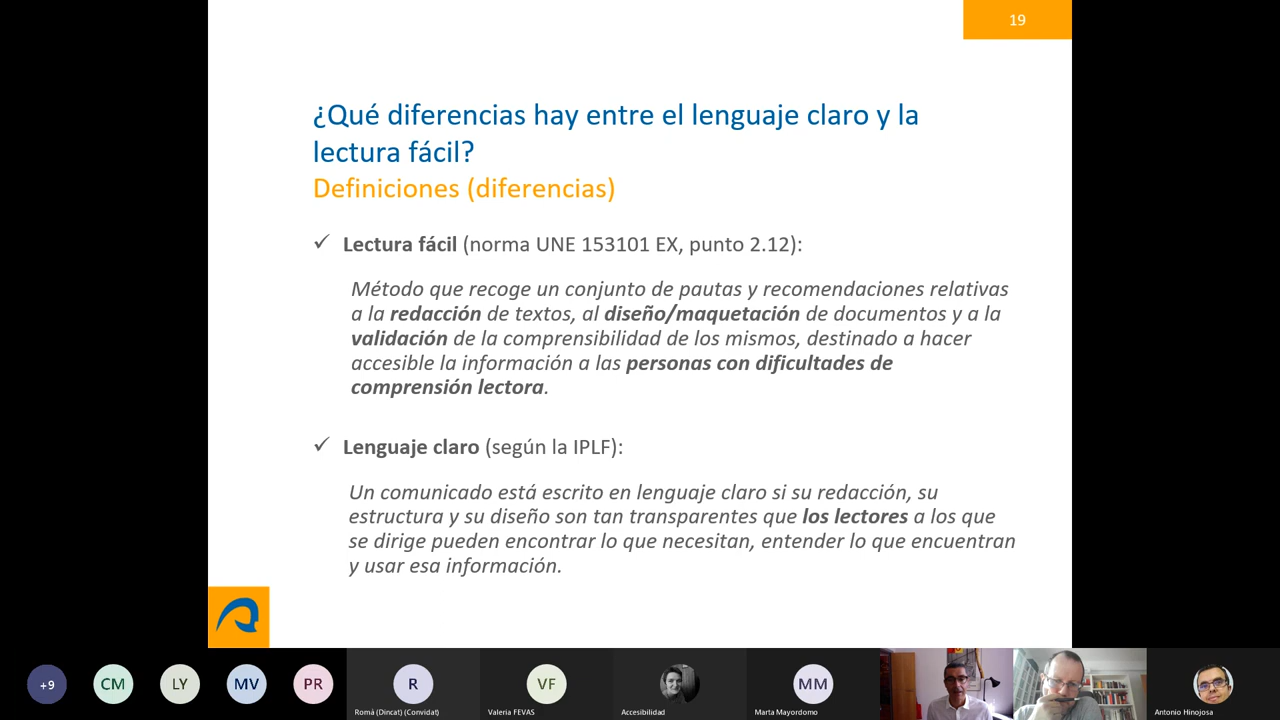 19
¿Qué diferencias hay entre el lenguaje claro y la
lectura fácil?
Definiciones (diferencias)
✓ Lectura fácil (norma UNE 153101 EX, punto 2.12):
Método que recoge un conjunto de pautas y recomendaciones relativas
a la redacción de textos, al diseño/maquetación de documentos y a la
validación de la comprensibilidad de los mismos, destinado a hacer
accesible la información a las personas con dificultades de
comprensión lectora.
✓ Lenguaje claro (según la IPLF):
Un comunicado está escrito en lenguaje claro si su redacción, su
estructura y su diseño son tan transparentes que los lectores a los que
se dirige pueden encontrar lo que necesitan, entender lo que encuentran
y usar esa información.
+9
CM
LY
MV
PR
R
VF
MM
Romà (Dincat) (Convidat)
Valeria FEVAS
Accesibilidad
Marta Mayordomo
Antonio Hinojosa